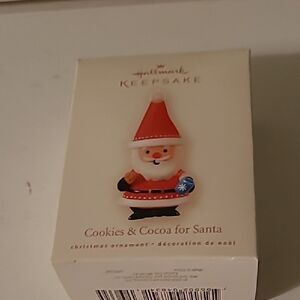 Hallmark
KEEPSAKE
Cookies & Cocoa for Santa
christmas ornament • décoration de noël